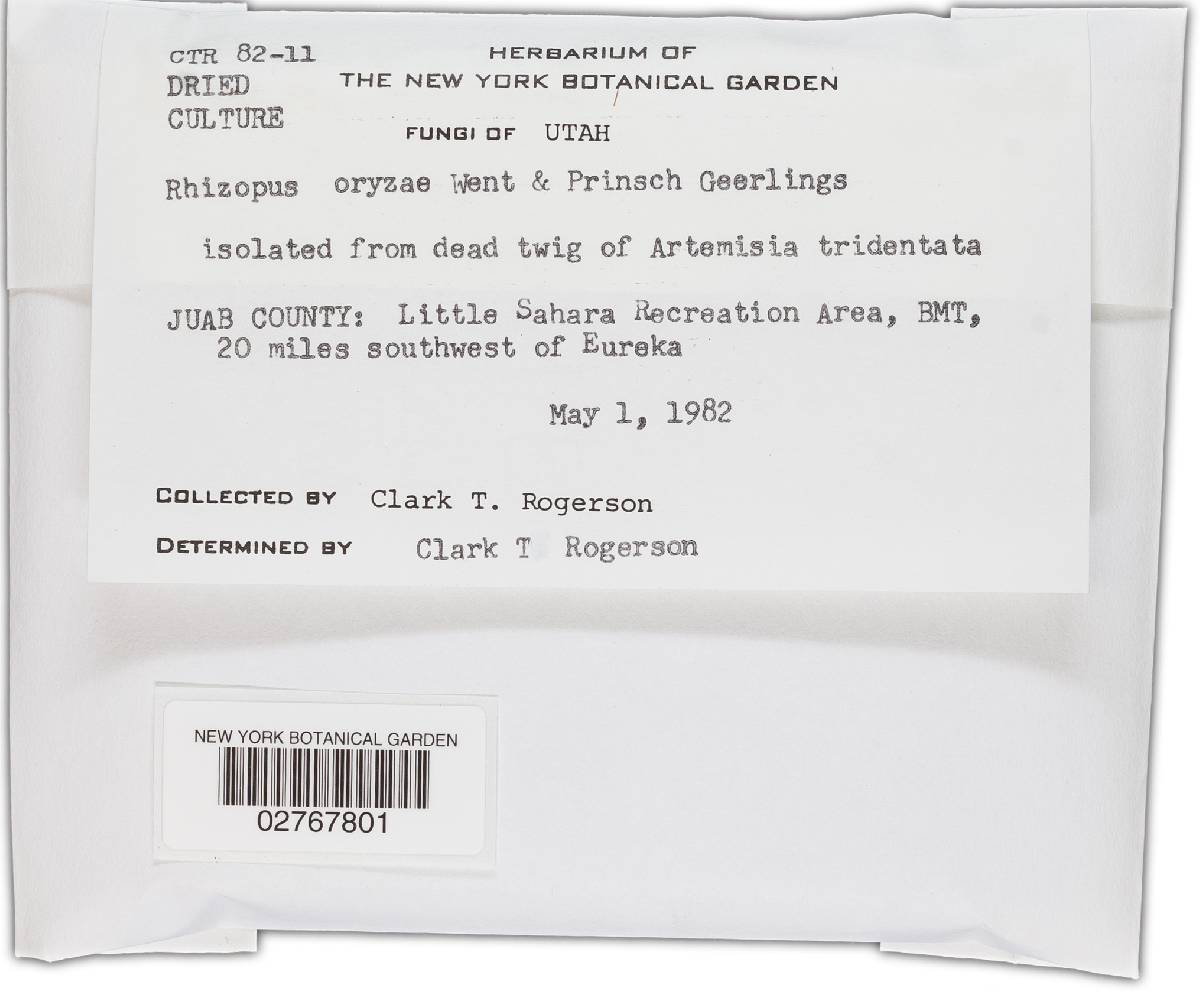 CTR 82-11
DRIED
CULTURE
HERBARIUM OF
THE NEW YORK BOTANICAL GARDEN
FUNGI OF UTAH
Rhizopus oryzae Went & Prinsch Geerlings
isolated from dead twig of Artemisia tridentata
JUAB COUNTY: Little Sahara Recreation Area, BMT,
20 miles southwest of Eureka
May 1, 1982
COLLECTED BY Clark T. Rogerson
DETERMINED BY Clark T Rogerson
NEW YORK BOTANICAL GARDEN
02767801